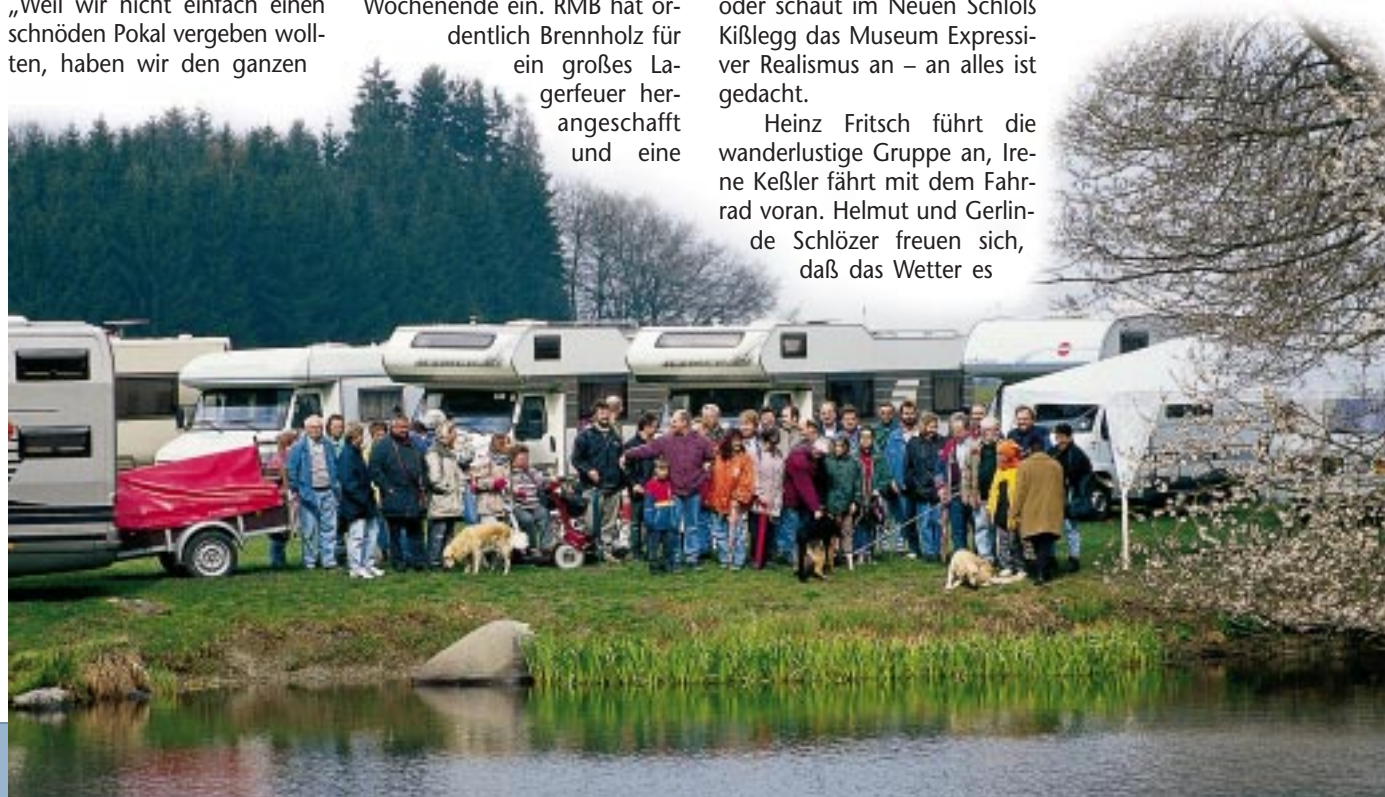 „Weil wir nicht einfach einen
schnöden Pokal vergeben woll-
ten, haben wir den ganzen
Wochenende ein. RMB hat or-
dentlich Brennholz für
ein großes La-
gerfeuer her-
angeschafft
und eine
oder schaut im Neuen Schloß
Kißlegg das Museum Expressi-
ver Realismus an – an alles ist
gedacht.
Heinz Fritsch führt die
wanderlustige Gruppe an, Ire-
ne Keßler fährt mit dem Fahr-
rad voran. Helmut und Gerlin-
de Schlözer freuen sich,
daß das Wetter es